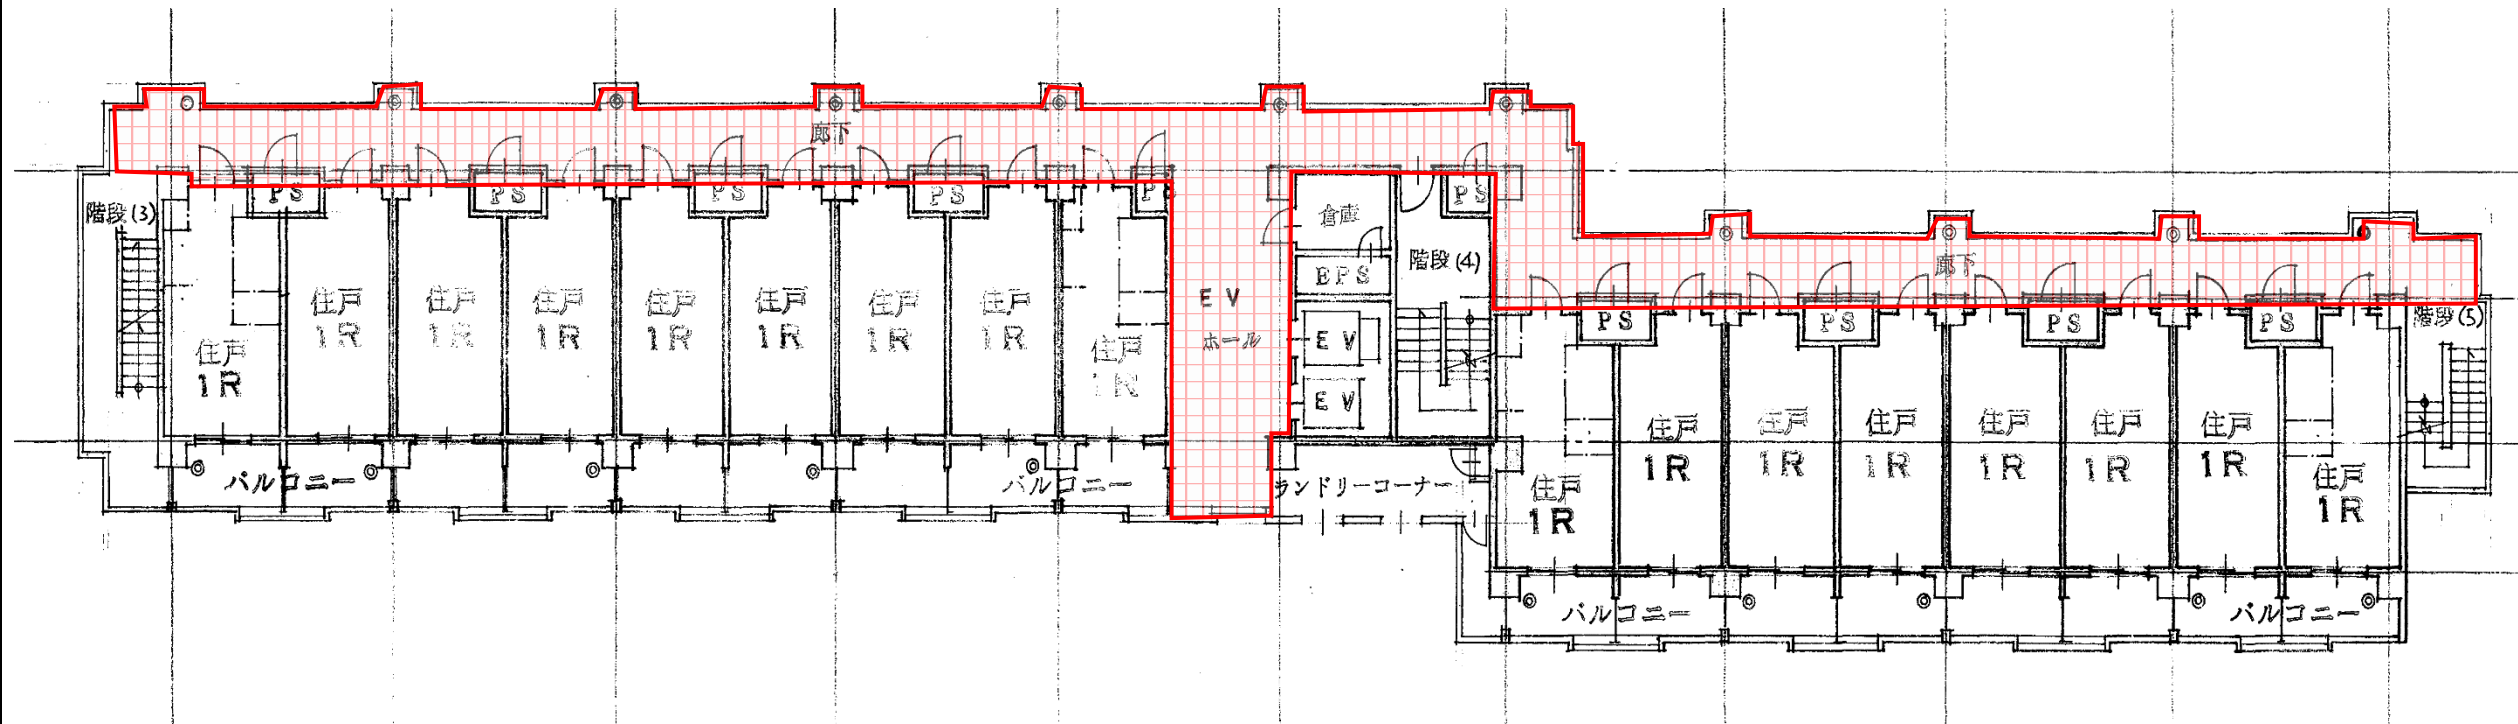 廊下
PS
PS
PS
PS
PS
PS
階段(3)
倉庫
階段(4)
EPS
EV
ホール
EV
EV
住戸
1R
住戸
1R
住戸
1R
住戸
1R
住戸
1R
住戸
1R
住戸
1R
住戸
1R
住戸
1R
バルコニー
バルコニー
ランドリーコーナー
廊下
PS
PS
PS
PS
階段(5)
住戸
1R
住戸
1R
住戸
1R
住戸
1R
住戸
1R
住戸
1R
住戸
1R
住戸
1R
バルコニー
バルコニー